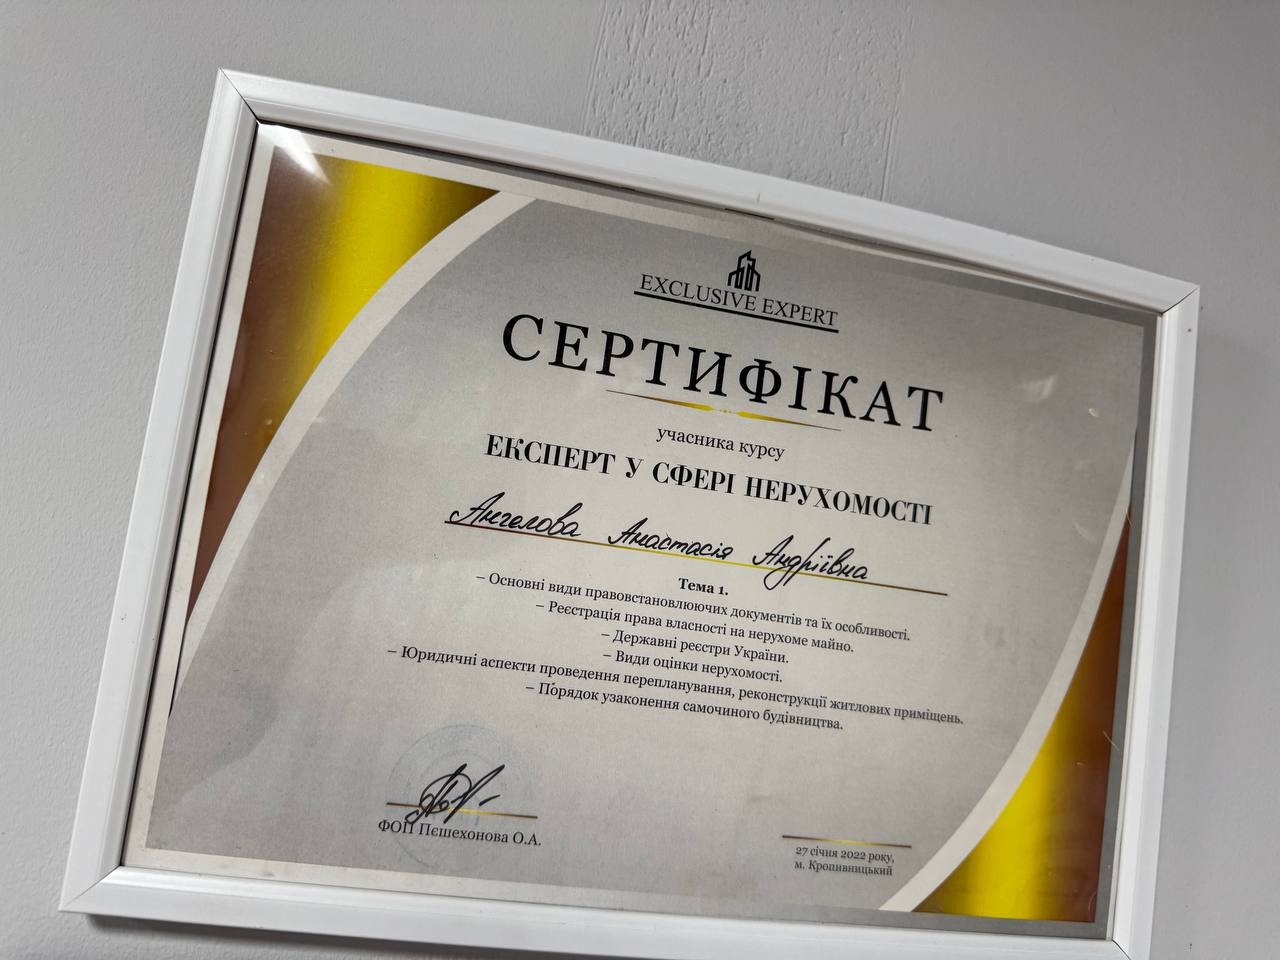 EXCLUSIVE EXPERT
СЕРТИФІКАТ
учасника курсу
ЕКСПЕРТ У СФЕРІ НЕРУХОМОСТІ
Ангелова Анастасія Андріївна
Тема 1.
– Основні види правовстановлюючих документів та їх особливості.
– Реєстрація права власності на нерухоме майно.
– Державні реєстри України.
– Види оцінки нерухомості.
– Юридичні аспекти проведення перепланування, реконструкції житлових приміщень.
– Порядок узаконення самочиного будівництва.
ФОП Пєшехонова О.А.
27 січня 2022 року,
м. Кропивницький